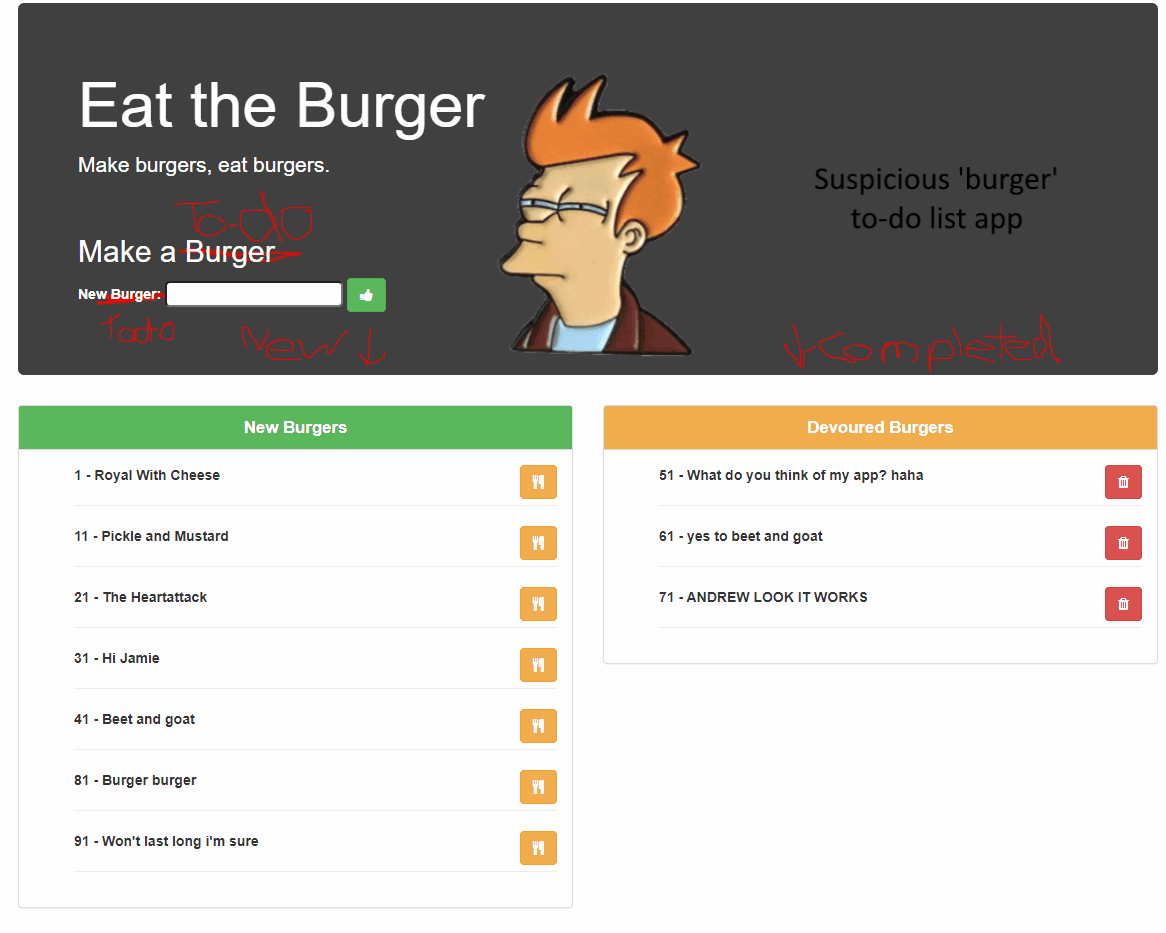 Eat the Burger
Make burgers, eat burgers.
Suspicious 'burger'
to-do list app
To-do
Make a Burger
New Burger:
Todo
New
Completed
New Burgers
1 - Royal With Cheese
11 - Pickle and Mustard
21 - The Heartattack
31 - Hi Jamie
41 - Beet and goat
81 - Burger burger
91 - Won't last long i'm sure
Devoured Burgers
51 - What do you think of my app? haha
61 - yes to beet and goat
71 - ANDREW LOOK IT WORKS